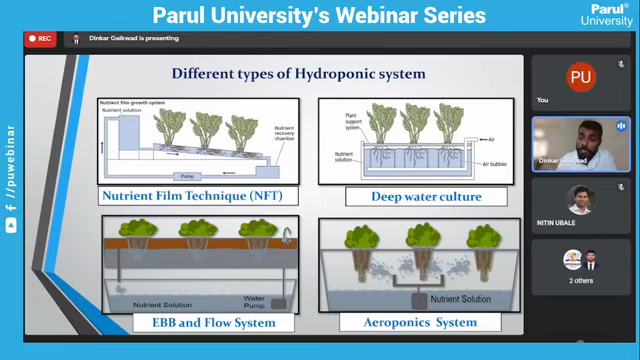 Parul University's Webinar Series
Parul®
University
REC
Dinkar Gaikwad is presenting
Different types of Hydroponic system
Nutrient film growth system
Nutrient solution
Nutrient recovery chamber
Pump
Nutrient Film Technique (NFT)
Plant support system
Nutrient solution
Air
Air bubbles
Deep water culture
Nutrient Solution
Water Pump
EBB and Flow System
Nutrient Solution
Aeroponics System
PU
You
Dinkar Gaikwad
NITIN UBALE
2 others
/puwebinar